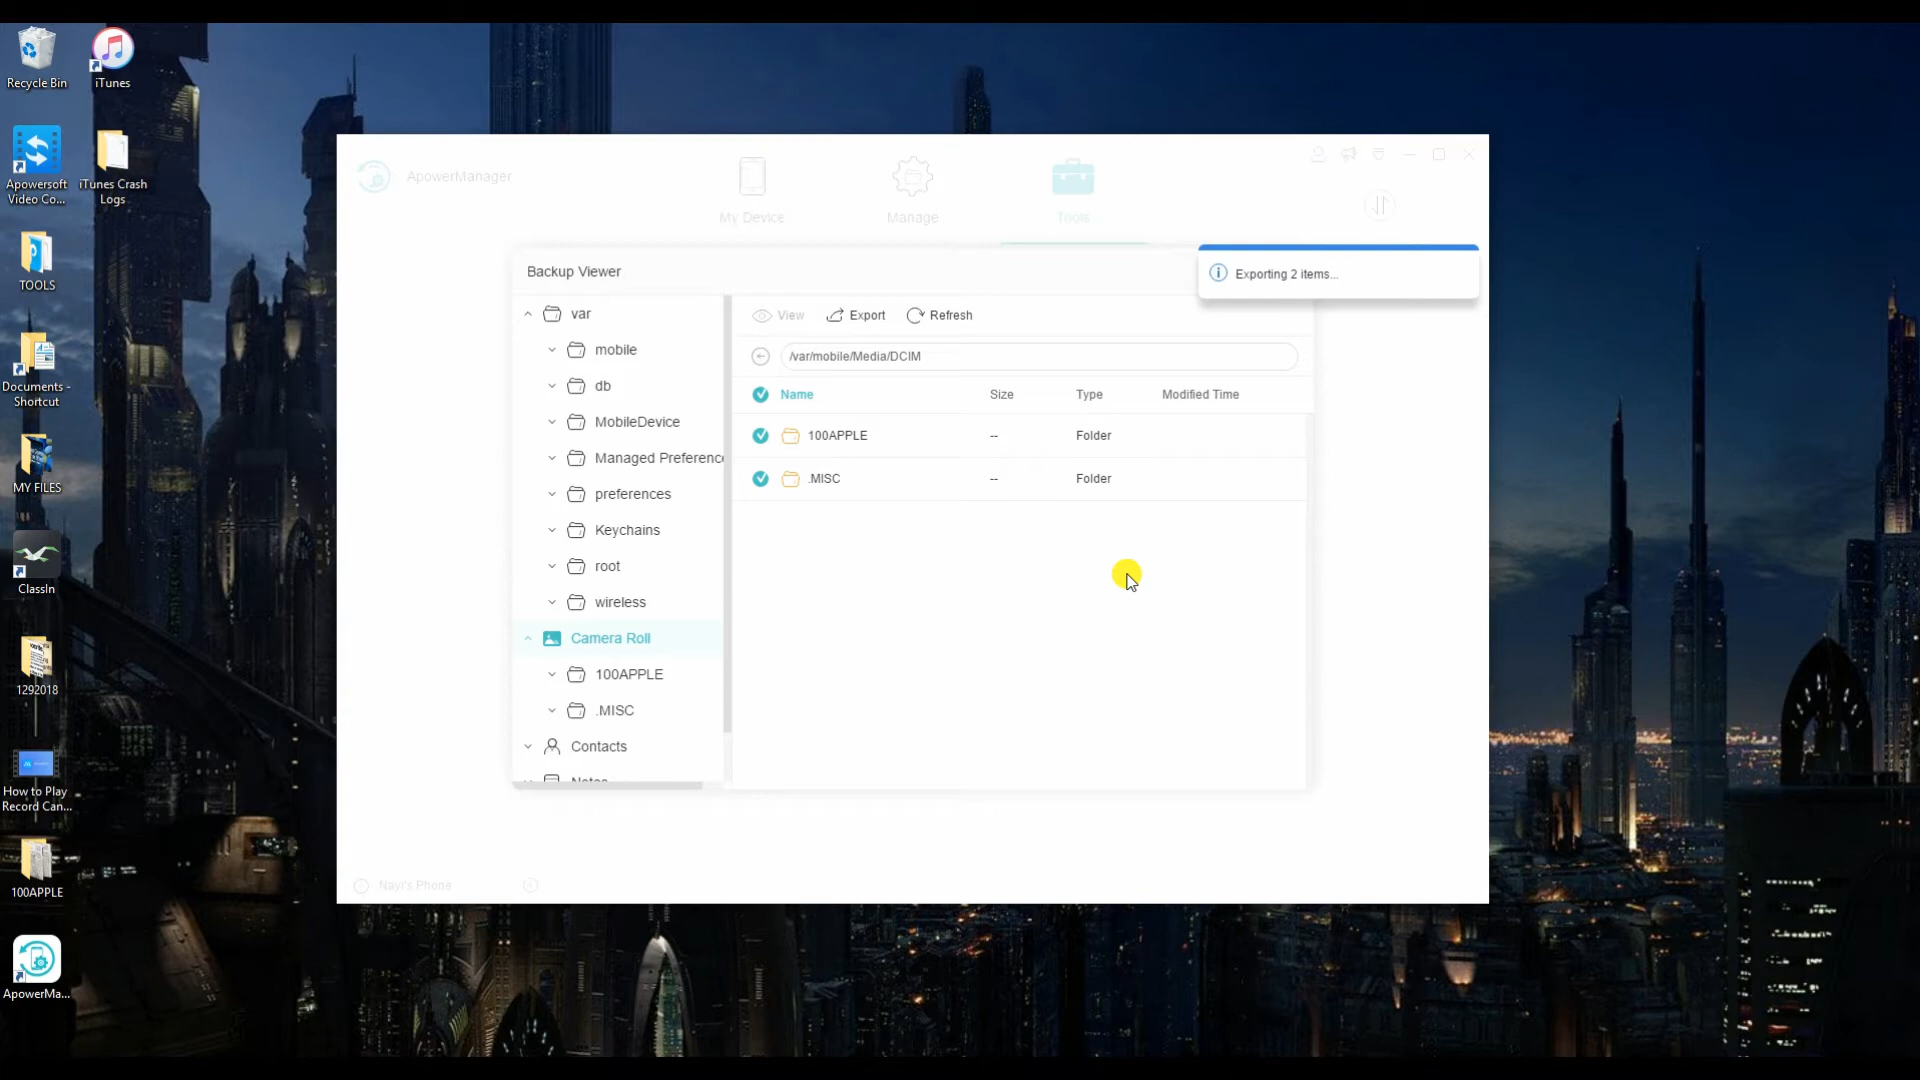 Recycle Bin
iTunes
Apowersoft
Video Co...
iTunes Crash
Logs
TOOLS
Documents -
Shortcut
MY FILES
ClassIn
1292018
How to Play
Record Can...
100APPLE
ApowerMa...
ApowerManager
My Device
Manage
Tools
Backup Viewer
Exporting 2 items...
var
mobile
db
MobileDevice
Managed Preferenc
preferences
Keychains
root
wireless
Camera Roll
100APPLE
.MISC
Contacts
Notes
View
Export
Refresh
/var/mobile/Media/DCIM
Name
Size
Type
Modified Time
100APPLE
--
Folder
.MISC
--
Folder
Nayi's Phone